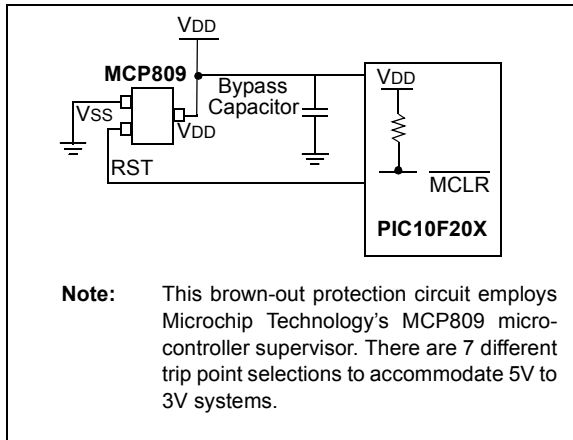 VDD
MCP809
VDD
Bypass
Capacitor
VSS
VDD
RST
MCLR
PIC10F20X
Note: This brown-out protection circuit employs
Microchip Technology's MCP809 micro-
controller supervisor. There are 7 different
trip point selections to accommodate 5V to
3V systems.